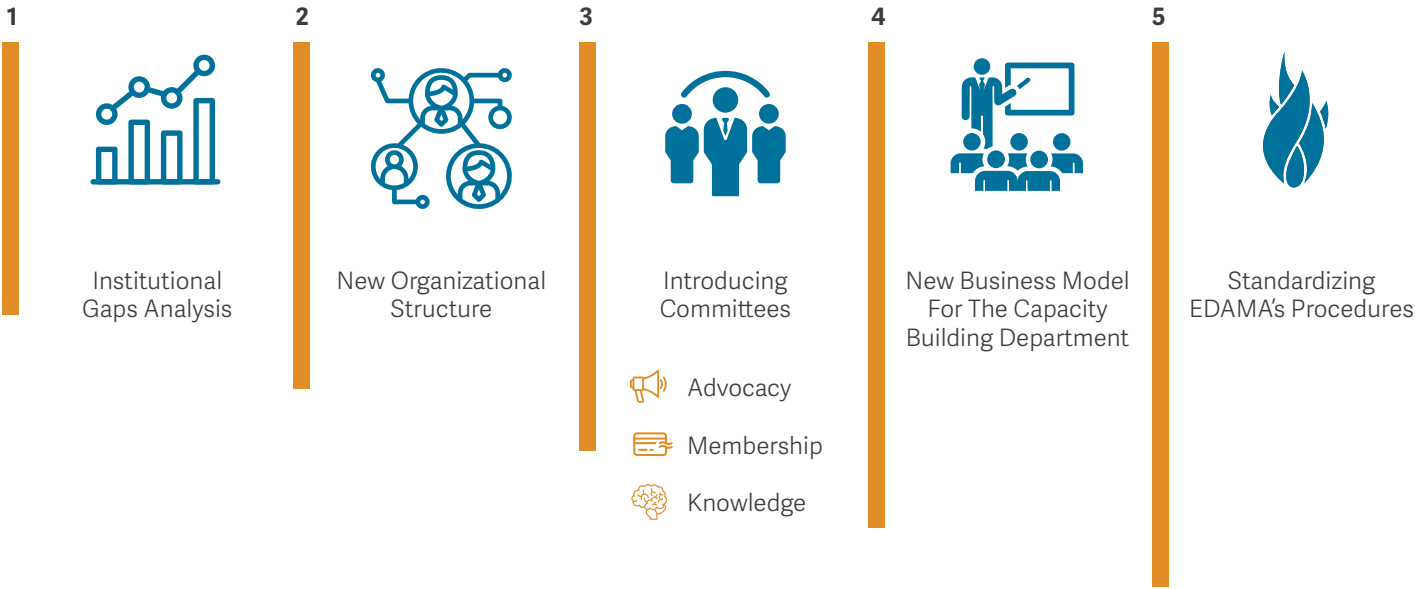 1
Institutional
Gaps Analysis
2
New Organizational
Structure
3
Introducing
Committees
Advocacy
Membership
Knowledge
4
New Business Model
For The Capacity
Building Department
5
Standardizing
EDAMA's Procedures